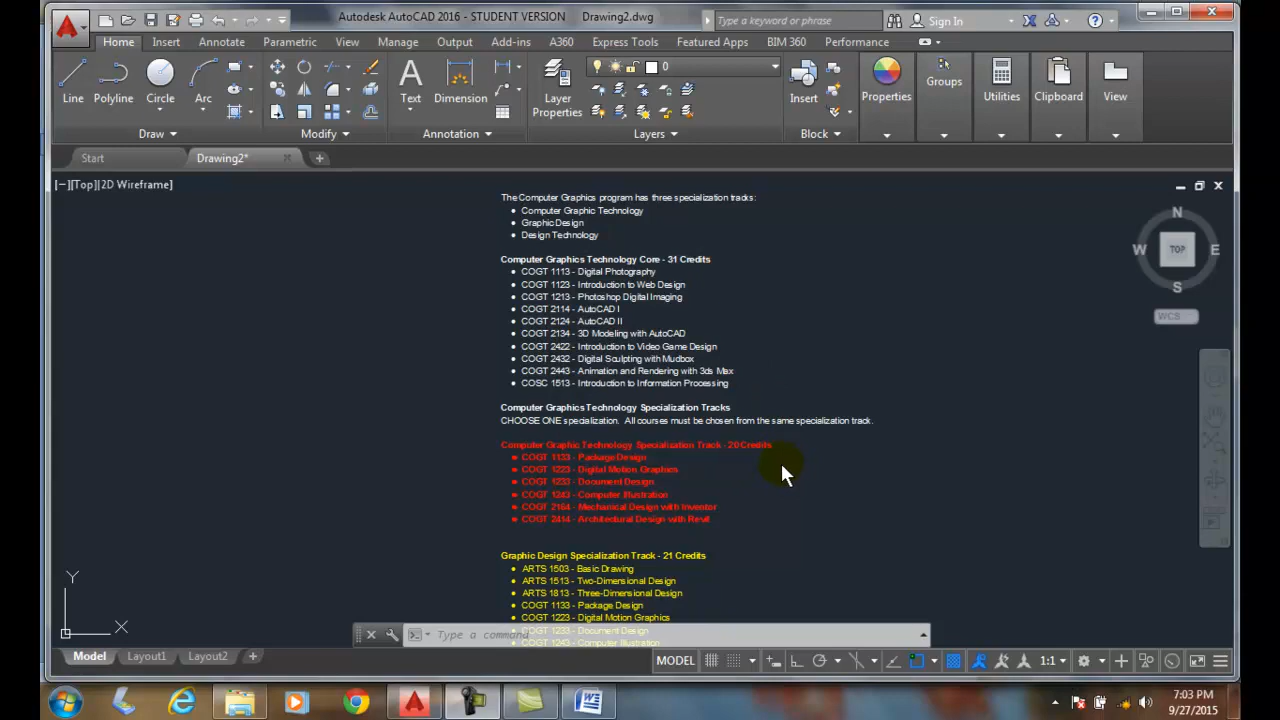 Autodesk AutoCAD 2016 - STUDENT VERSION Drawing2.dwg
Type a keyword or phrase
Sign In
Home Insert Annotate Parametric View Manage Output Add-ins A360 Express Tools Featured Apps BIM 360 Performance
0
Line Polyline Circle Arc
Text Dimension
Layer Properties
Insert
Properties
Groups
Utilities
Clipboard
View
Draw Modify Annotation Layers Block
Start Drawing2*
[−][Top][2D Wireframe]
The Computer Graphics program has three specialization tracks:
• Computer Graphic Technology
• Graphic Design
• Design Technology
Computer Graphics Technology Core - 31 Credits
• COGT 1113 - Digital Photography
• COGT 1123 - Introduction to Web Design
• COGT 1213 - Photoshop Digital Imaging
• COGT 2114 - AutoCAD I
• COGT 2124 - AutoCAD II
• COGT 2134 - 3D Modeling with AutoCAD
• COGT 2422 - Introduction to Video Game Design
• COGT 2432 - Digital Sculpting with Mudbox
• COGT 2443 - Animation and Rendering with 3ds Max
• COSC 1513 - Introduction to Information Processing
Computer Graphics Technology Specialization Tracks
CHOOSE ONE specialization. All courses must be chosen from the same specialization track.
Computer Graphic Technology Specialization Track - 20 Credits
• COGT 1133 - Package Design
• COGT 1223 - Digital Motion Graphics
• COGT 1233 - Document Design
• COGT 1243 - Computer Illustration
• COGT 2164 - Mechanical Design with Inventor
• COGT 2414 - Architectural Design with Revit
Graphic Design Specialization Track - 21 Credits
• ARTS 1503 - Basic Drawing
• ARTS 1513 - Two-Dimensional Design
• ARTS 1813 - Three-Dimensional Design
• COGT 1133 - Package Design
• COGT 1223 - Digital Motion Graphics
• COGT 1233 - Document Design
• COGT 1243 - Computer Illustration
N
W TOP E
S
WCS
Y
X
Type a command
Model Layout1 Layout2
MODEL
1:1
7:03 PM
9/27/2015